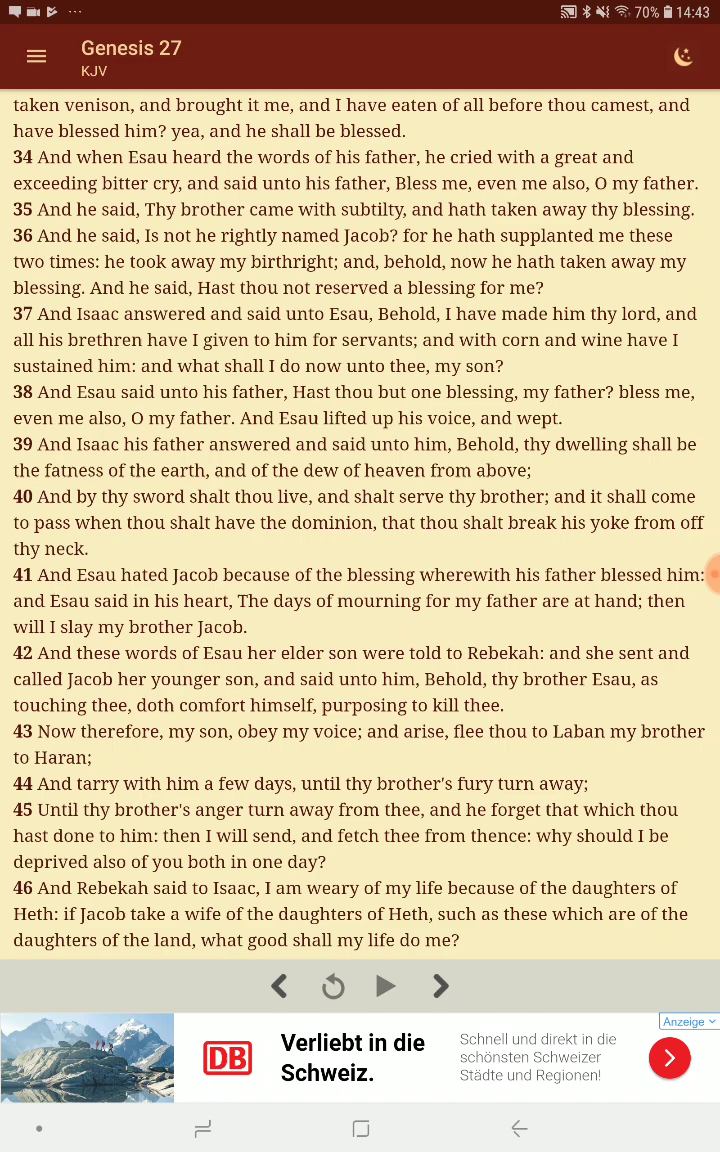 70% 14:43
Genesis 27
KJV
taken venison, and brought it me, and I have eaten of all before thou camest, and
have blessed him? yea, and he shall be blessed.
34 And when Esau heard the words of his father, he cried with a great and
exceeding bitter cry, and said unto his father, Bless me, even me also, O my father.
35 And he said, Thy brother came with subtilty, and hath taken away thy blessing.
36 And he said, Is not he rightly named Jacob? for he hath supplanted me these
two times: he took away my birthright; and, behold, now he hath taken away my
blessing. And he said, Hast thou not reserved a blessing for me?
37 And Isaac answered and said unto Esau, Behold, I have made him thy lord, and
all his brethren have I given to him for servants; and with corn and wine have I
sustained him: and what shall I do now unto thee, my son?
38 And Esau said unto his father, Hast thou but one blessing, my father? bless me,
even me also, O my father. And Esau lifted up his voice, and wept.
39 And Isaac his father answered and said unto him, Behold, thy dwelling shall be
the fatness of the earth, and of the dew of heaven from above;
40 And by thy sword shalt thou live, and shalt serve thy brother; and it shall come
to pass when thou shalt have the dominion, that thou shalt break his yoke from off
thy neck.
41 And Esau hated Jacob because of the blessing wherewith his father blessed him:
and Esau said in his heart, The days of mourning for my father are at hand; then
will I slay my brother Jacob.
42 And these words of Esau her elder son were told to Rebekah: and she sent and
called Jacob her younger son, and said unto him, Behold, thy brother Esau, as
touching thee, doth comfort himself, purposing to kill thee.
43 Now therefore, my son, obey my voice; and arise, flee thou to Laban my brother
to Haran;
44 And tarry with him a few days, until thy brother's fury turn away;
45 Until thy brother's anger turn away from thee, and he forget that which thou
hast done to him: then I will send, and fetch thee from thence: why should I be
deprived also of you both in one day?
46 And Rebekah said to Isaac, I am weary of my life because of the daughters of
Heth: if Jacob take a wife of the daughters of Heth, such as these which are of the
daughters of the land, what good shall my life do me?
Anzeige
DB
Verliebt in die
Schweiz.
Schnell und direkt in die
schönsten Schweizer
Städte und Regionen!